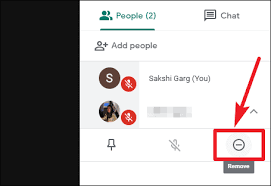 People (2)
Chat
Add people
S
Sakshi Garg (You)
Remove